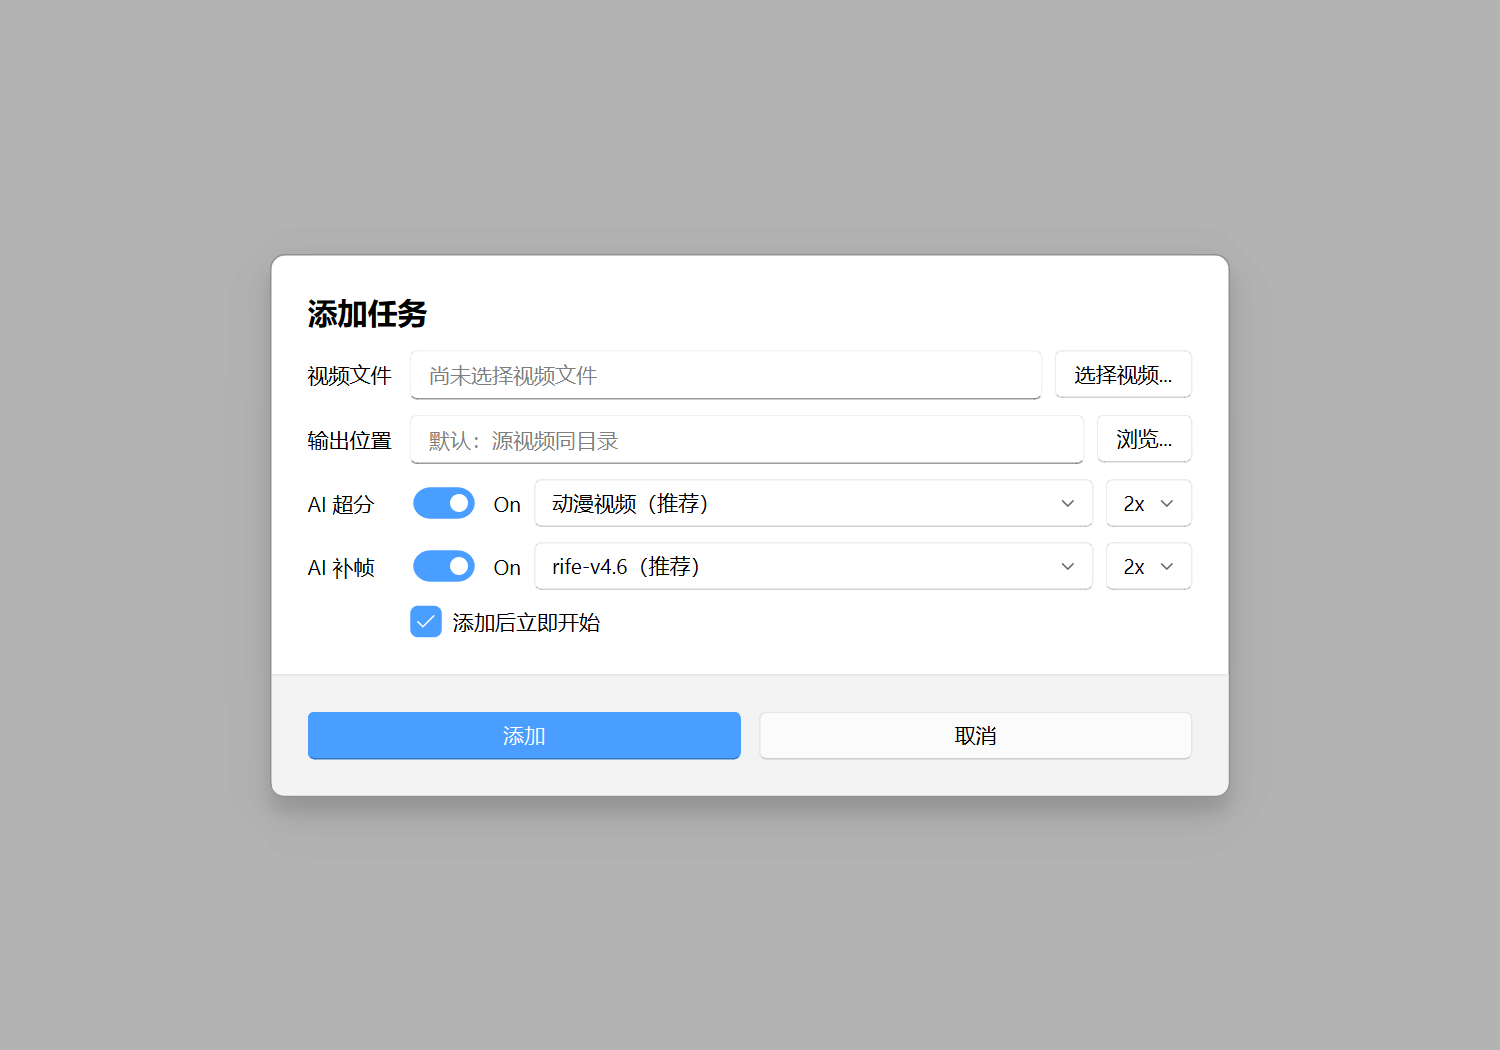 添加任务
视频文件 尚未选择视频文件 选择视频...
输出位置 默认：源视频同目录 浏览...
AI 超分 On 动漫视频（推荐） 2x
AI 补帧 On rife-v4.6（推荐） 2x
添加后立即开始
添加 取消